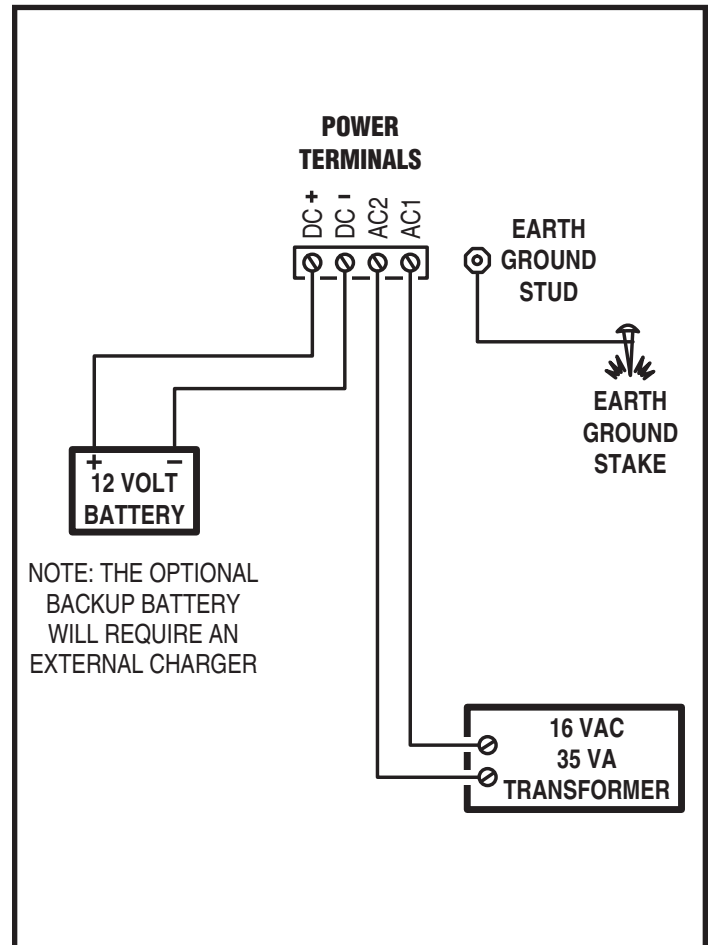 POWER
TERMINALS
DC +
DC -
AC2
AC1
EARTH
GROUND
STUD
EARTH
GROUND
STAKE
+ -
12 VOLT
BATTERY
NOTE: THE OPTIONAL
BACKUP BATTERY
WILL REQUIRE AN
EXTERNAL CHARGER
16 VAC
35 VA
TRANSFORMER